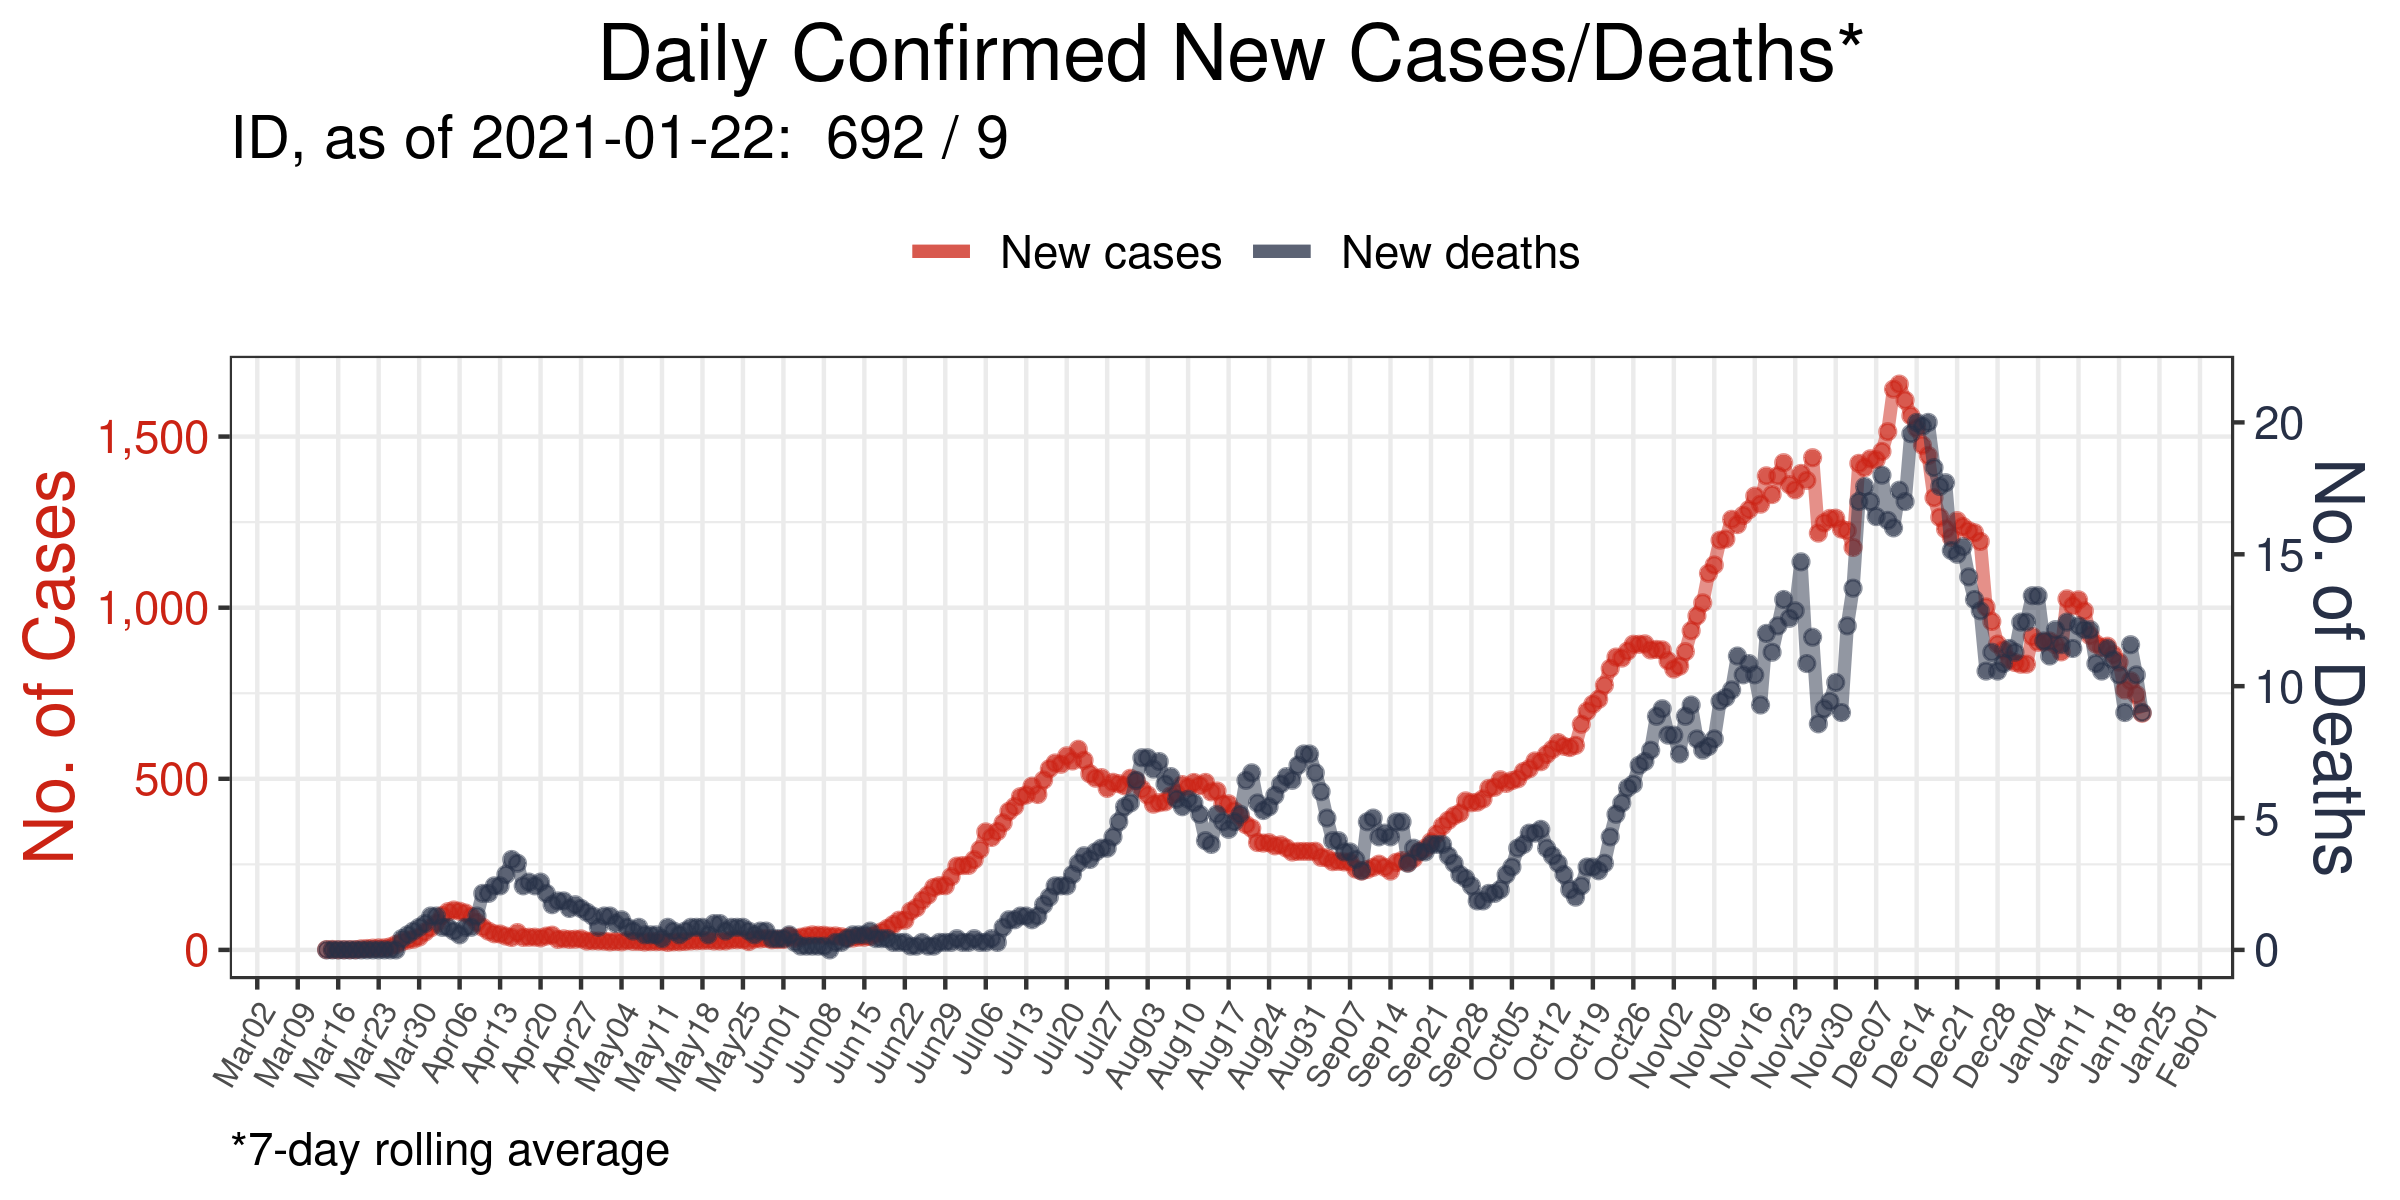 Daily Confirmed New Cases/Deaths*
ID, as of 2021-01-22:  692 / 9
New cases
New deaths
No. of Cases
1,500
1,000
500
0
No. of Deaths
20
15
10
5
0
Mar02
Mar09
Mar16
Mar23
Mar30
Apr06
Apr13
Apr20
Apr27
May04
May11
May18
May25
Jun01
Jun08
Jun15
Jun22
Jun29
Jul06
Jul13
Jul20
Jul27
Aug03
Aug10
Aug17
Aug24
Aug31
Sep07
Sep14
Sep21
Sep28
Oct05
Oct12
Oct19
Oct26
Nov02
Nov09
Nov16
Nov23
Nov30
Dec07
Dec14
Dec21
Dec28
Jan04
Jan11
Jan18
Jan25
Feb01
*7-day rolling average